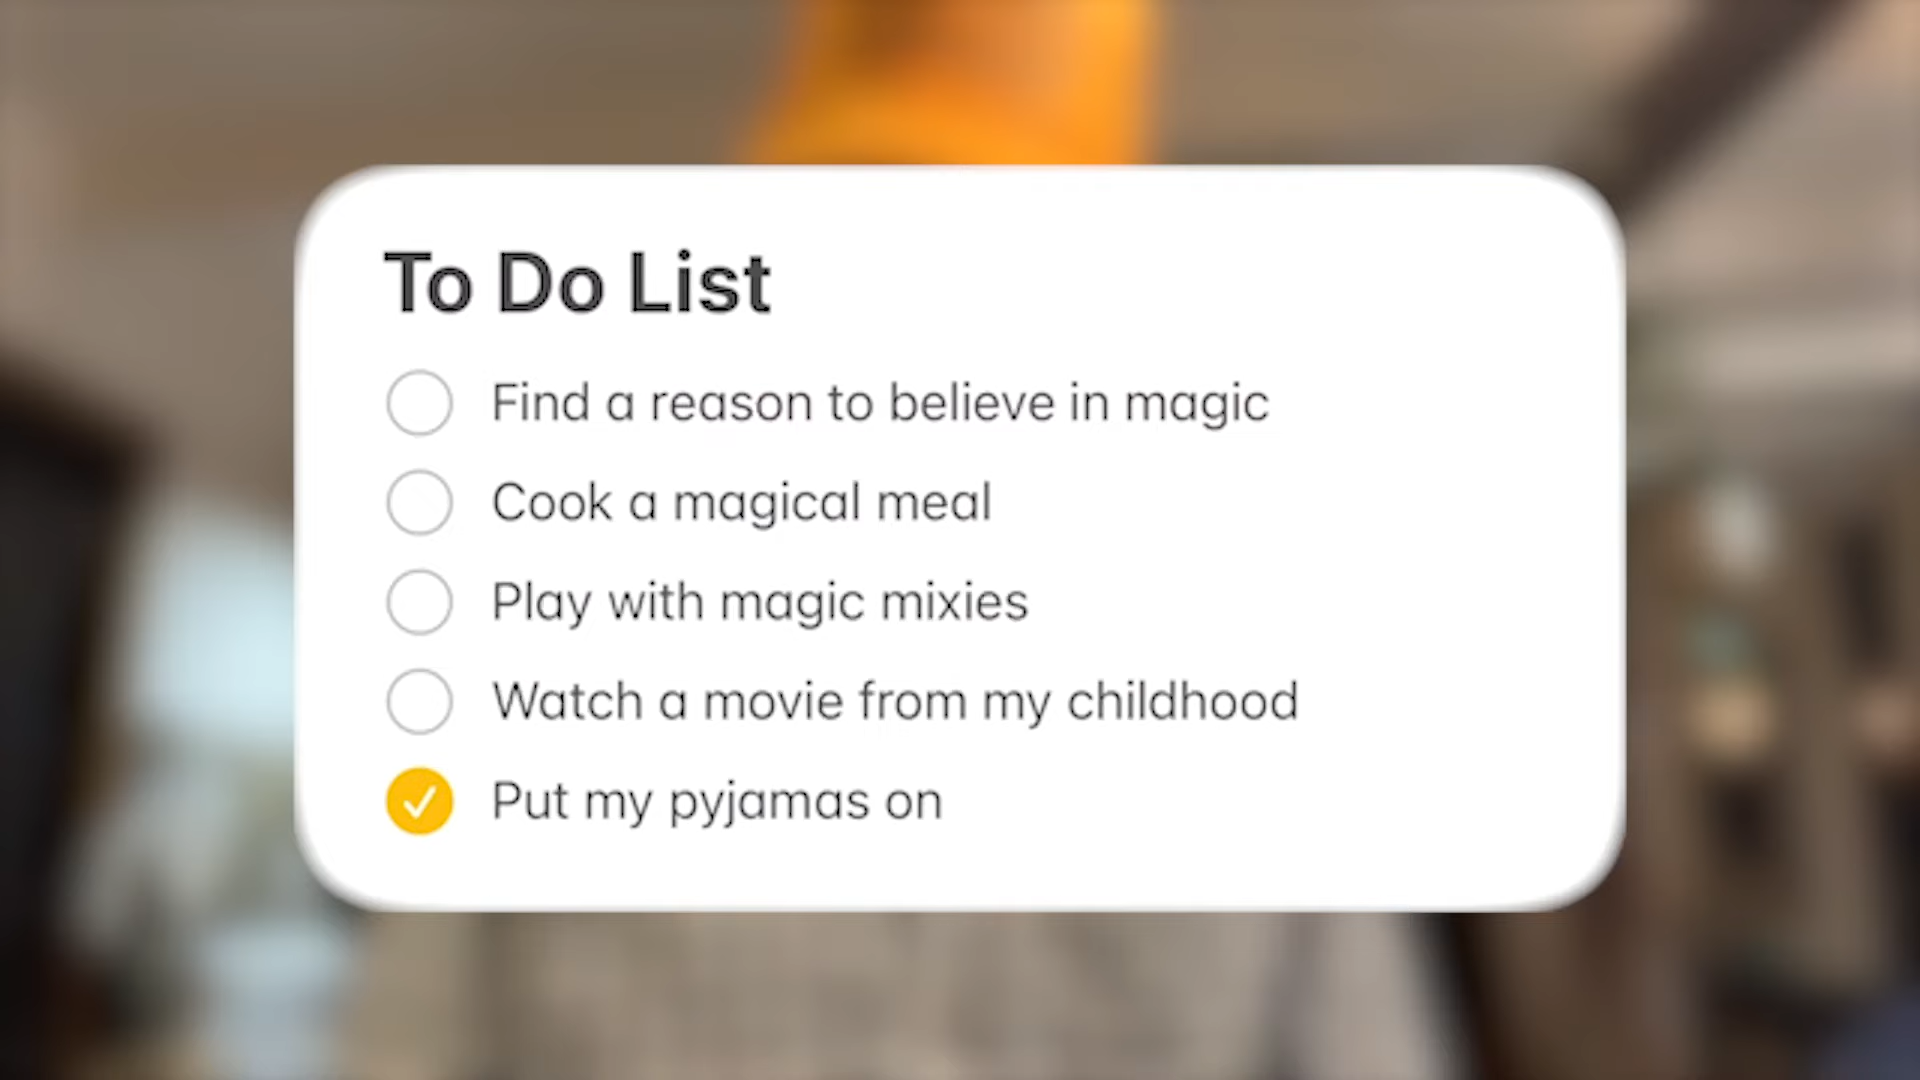 To Do List
Find a reason to believe in magic
Cook a magical meal
Play with magic mixies
Watch a movie from my childhood
Put my pyjamas on